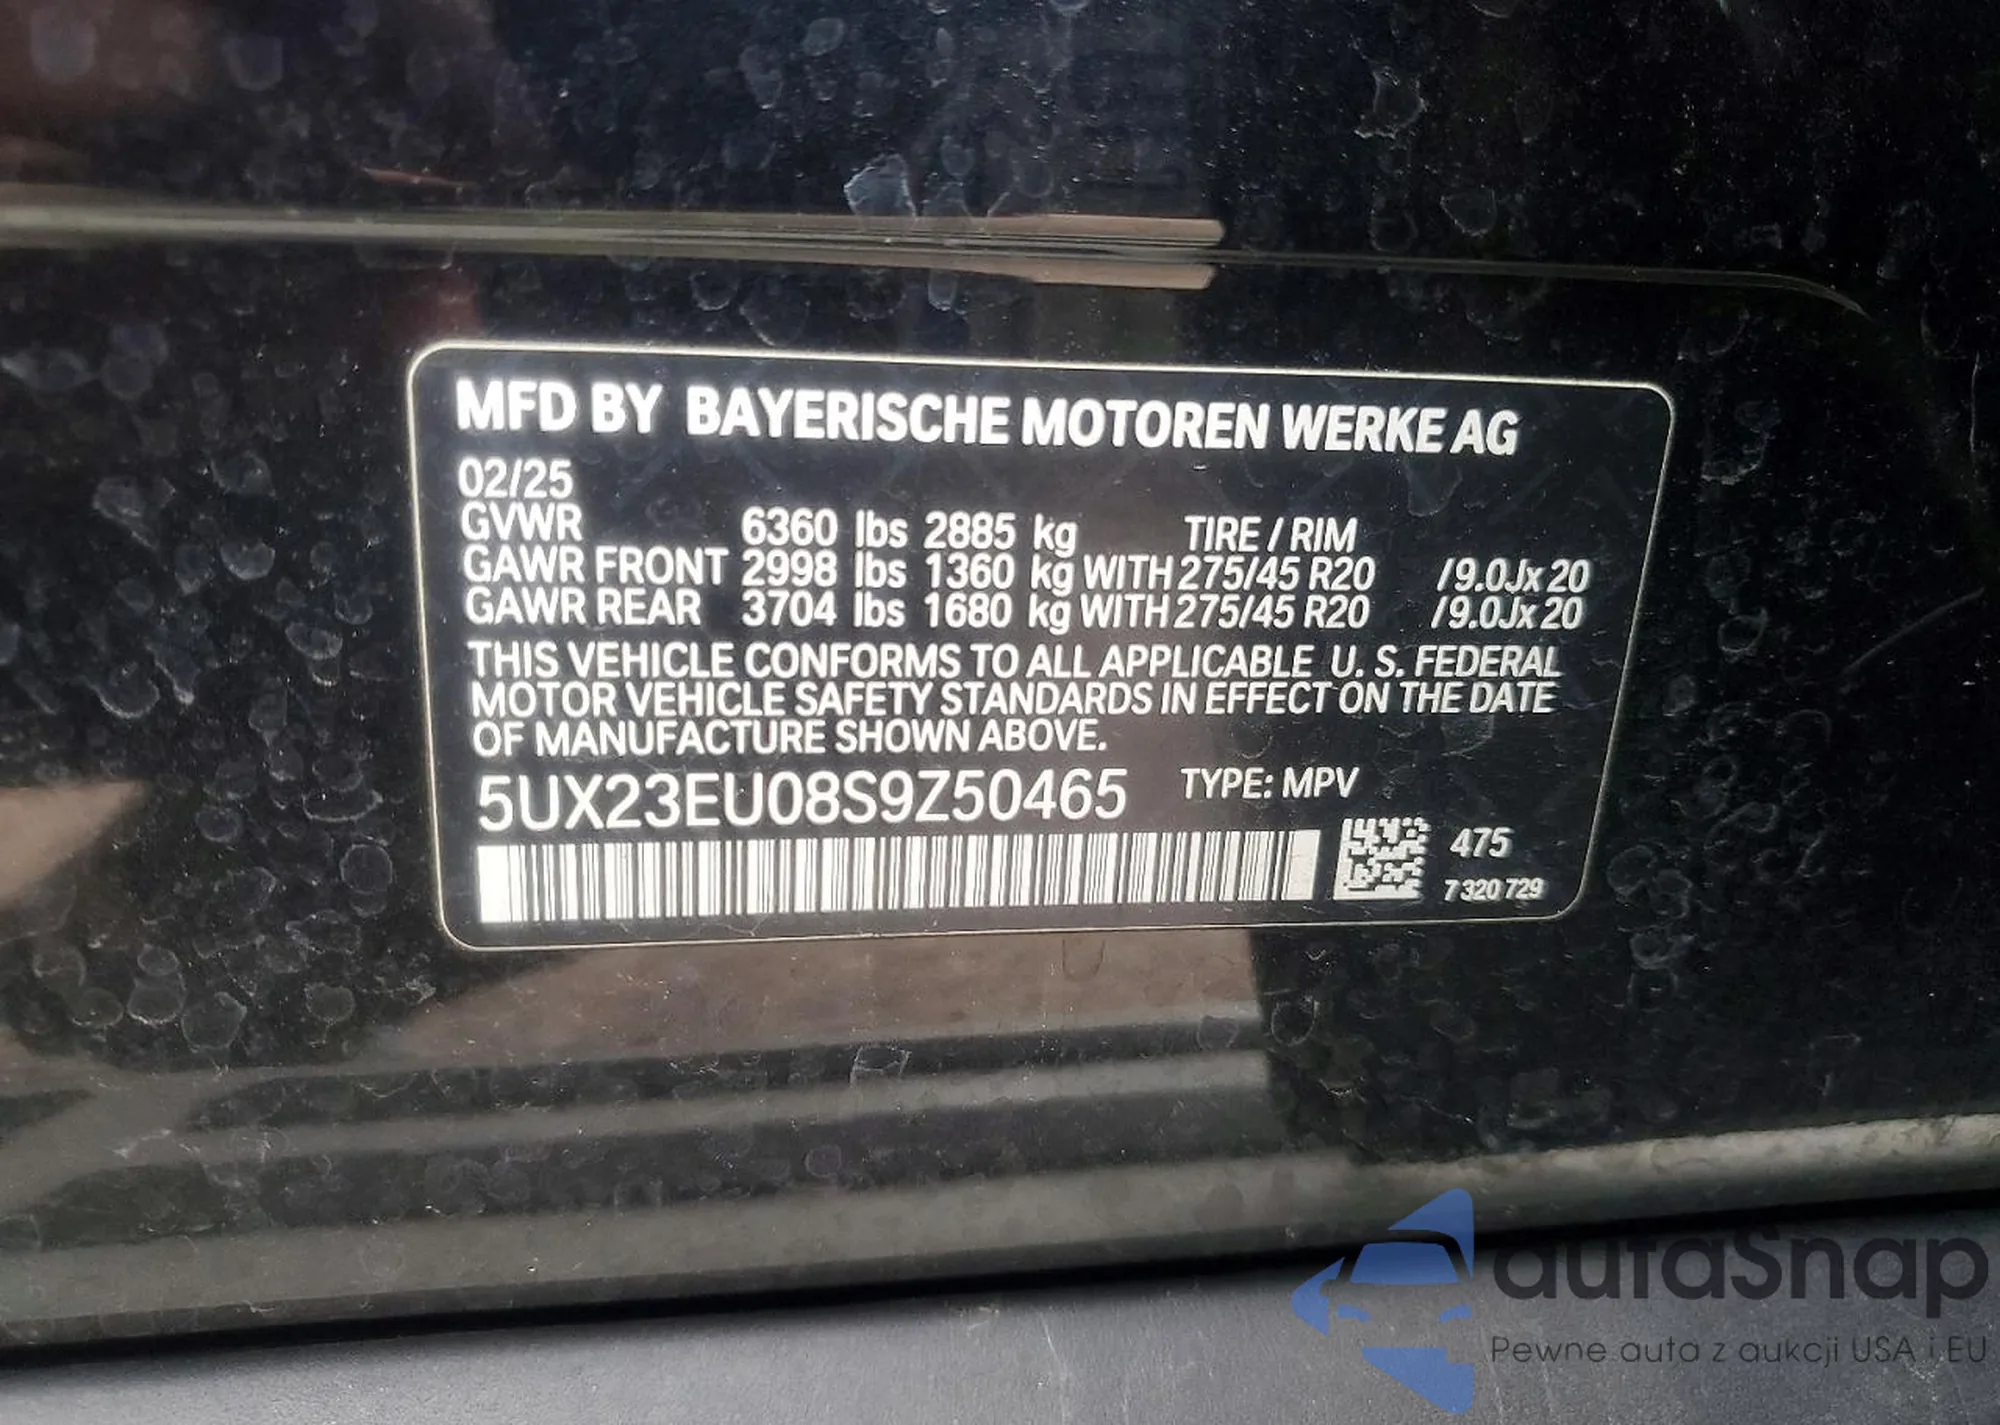 MFD BY BAYERISCHE MOTOREN WERKE AG
02/25
GVWR 6360 lbs 2885 kg TIRE / RIM
GAWR FRONT 2998 lbs 1360 kg WITH 275/45 R20 /9.0Jx20
GAWR REAR 3704 lbs 1680 kg WITH 275/45 R20 /9.0Jx20
THIS VEHICLE CONFORMS TO ALL APPLICABLE U. S. FEDERAL
MOTOR VEHICLE SAFETY STANDARDS IN EFFECT ON THE DATE
OF MANUFACTURE SHOWN ABOVE.
5UX23EU08S9Z50465 TYPE: MPV
475
7 320 729
autaSnap
Pewne auta z aukcji USA i EU